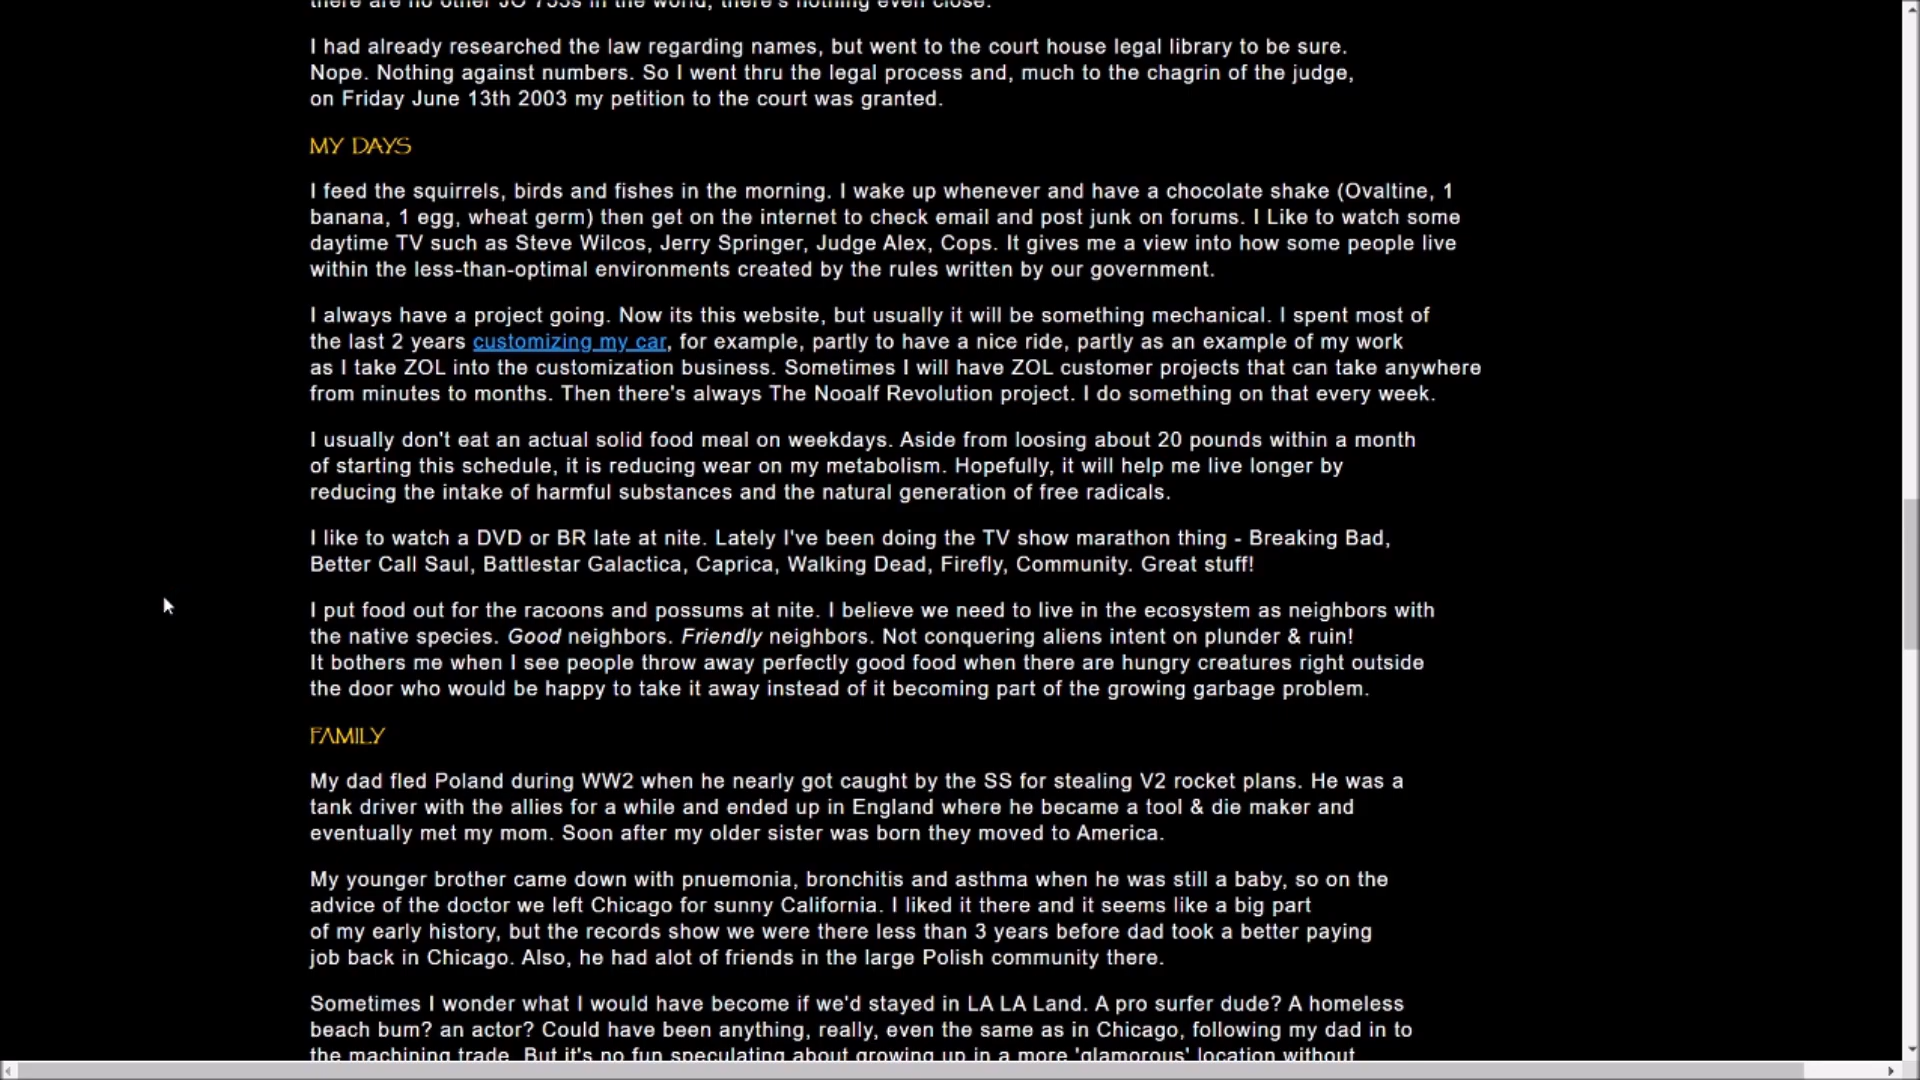 there are no other JO 753s in the world, there's nothing even close.
I had already researched the law regarding names, but went to the court house legal library to be sure.
Nope. Nothing against numbers. So I went thru the legal process and, much to the chagrin of the judge,
on Friday June 13th 2003 my petition to the court was granted.
MY DAYS
I feed the squirrels, birds and fishes in the morning. I wake up whenever and have a chocolate shake (Ovaltine, 1
banana, 1 egg, wheat germ) then get on the internet to check email and post junk on forums. I Like to watch some
daytime TV such as Steve Wilcos, Jerry Springer, Judge Alex, Cops. It gives me a view into how some people live
within the less-than-optimal environments created by the rules written by our government.
I always have a project going. Now its this website, but usually it will be something mechanical. I spent most of
the last 2 years customizing my car, for example, partly to have a nice ride, partly as an example of my work
as I take ZOL into the customization business. Sometimes I will have ZOL customer projects that can take anywhere
from minutes to months. Then there's always The Nooalf Revolution project. I do something on that every week.
I usually don't eat an actual solid food meal on weekdays. Aside from loosing about 20 pounds within a month
of starting this schedule, it is reducing wear on my metabolism. Hopefully, it will help me live longer by
reducing the intake of harmful substances and the natural generation of free radicals.
I like to watch a DVD or BR late at nite. Lately I've been doing the TV show marathon thing - Breaking Bad,
Better Call Saul, Battlestar Galactica, Caprica, Walking Dead, Firefly, Community. Great stuff!
I put food out for the racoons and possums at nite. I believe we need to live in the ecosystem as neighbors with
the native species. Good neighbors. Friendly neighbors. Not conquering aliens intent on plunder & ruin!
It bothers me when I see people throw away perfectly good food when there are hungry creatures right outside
the door who would be happy to take it away instead of it becoming part of the growing garbage problem.
FAMILY
My dad fled Poland during WW2 when he nearly got caught by the SS for stealing V2 rocket plans. He was a
tank driver with the allies for a while and ended up in England where he became a tool & die maker and
eventually met my mom. Soon after my older sister was born they moved to America.
My younger brother came down with pnuemonia, bronchitis and asthma when he was still a baby, so on the
advice of the doctor we left Chicago for sunny California. I liked it there and it seems like a big part
of my early history, but the records show we were there less than 3 years before dad took a better paying
job back in Chicago. Also, he had alot of friends in the large Polish community there.
Sometimes I wonder what I would have become if we'd stayed in LA LA Land. A pro surfer dude? A homeless
beach bum? an actor? Could have been anything, really, even the same as in Chicago, following my dad in to
the machining trade. But it's no fun speculating about growing up in a more 'glamorous' location without